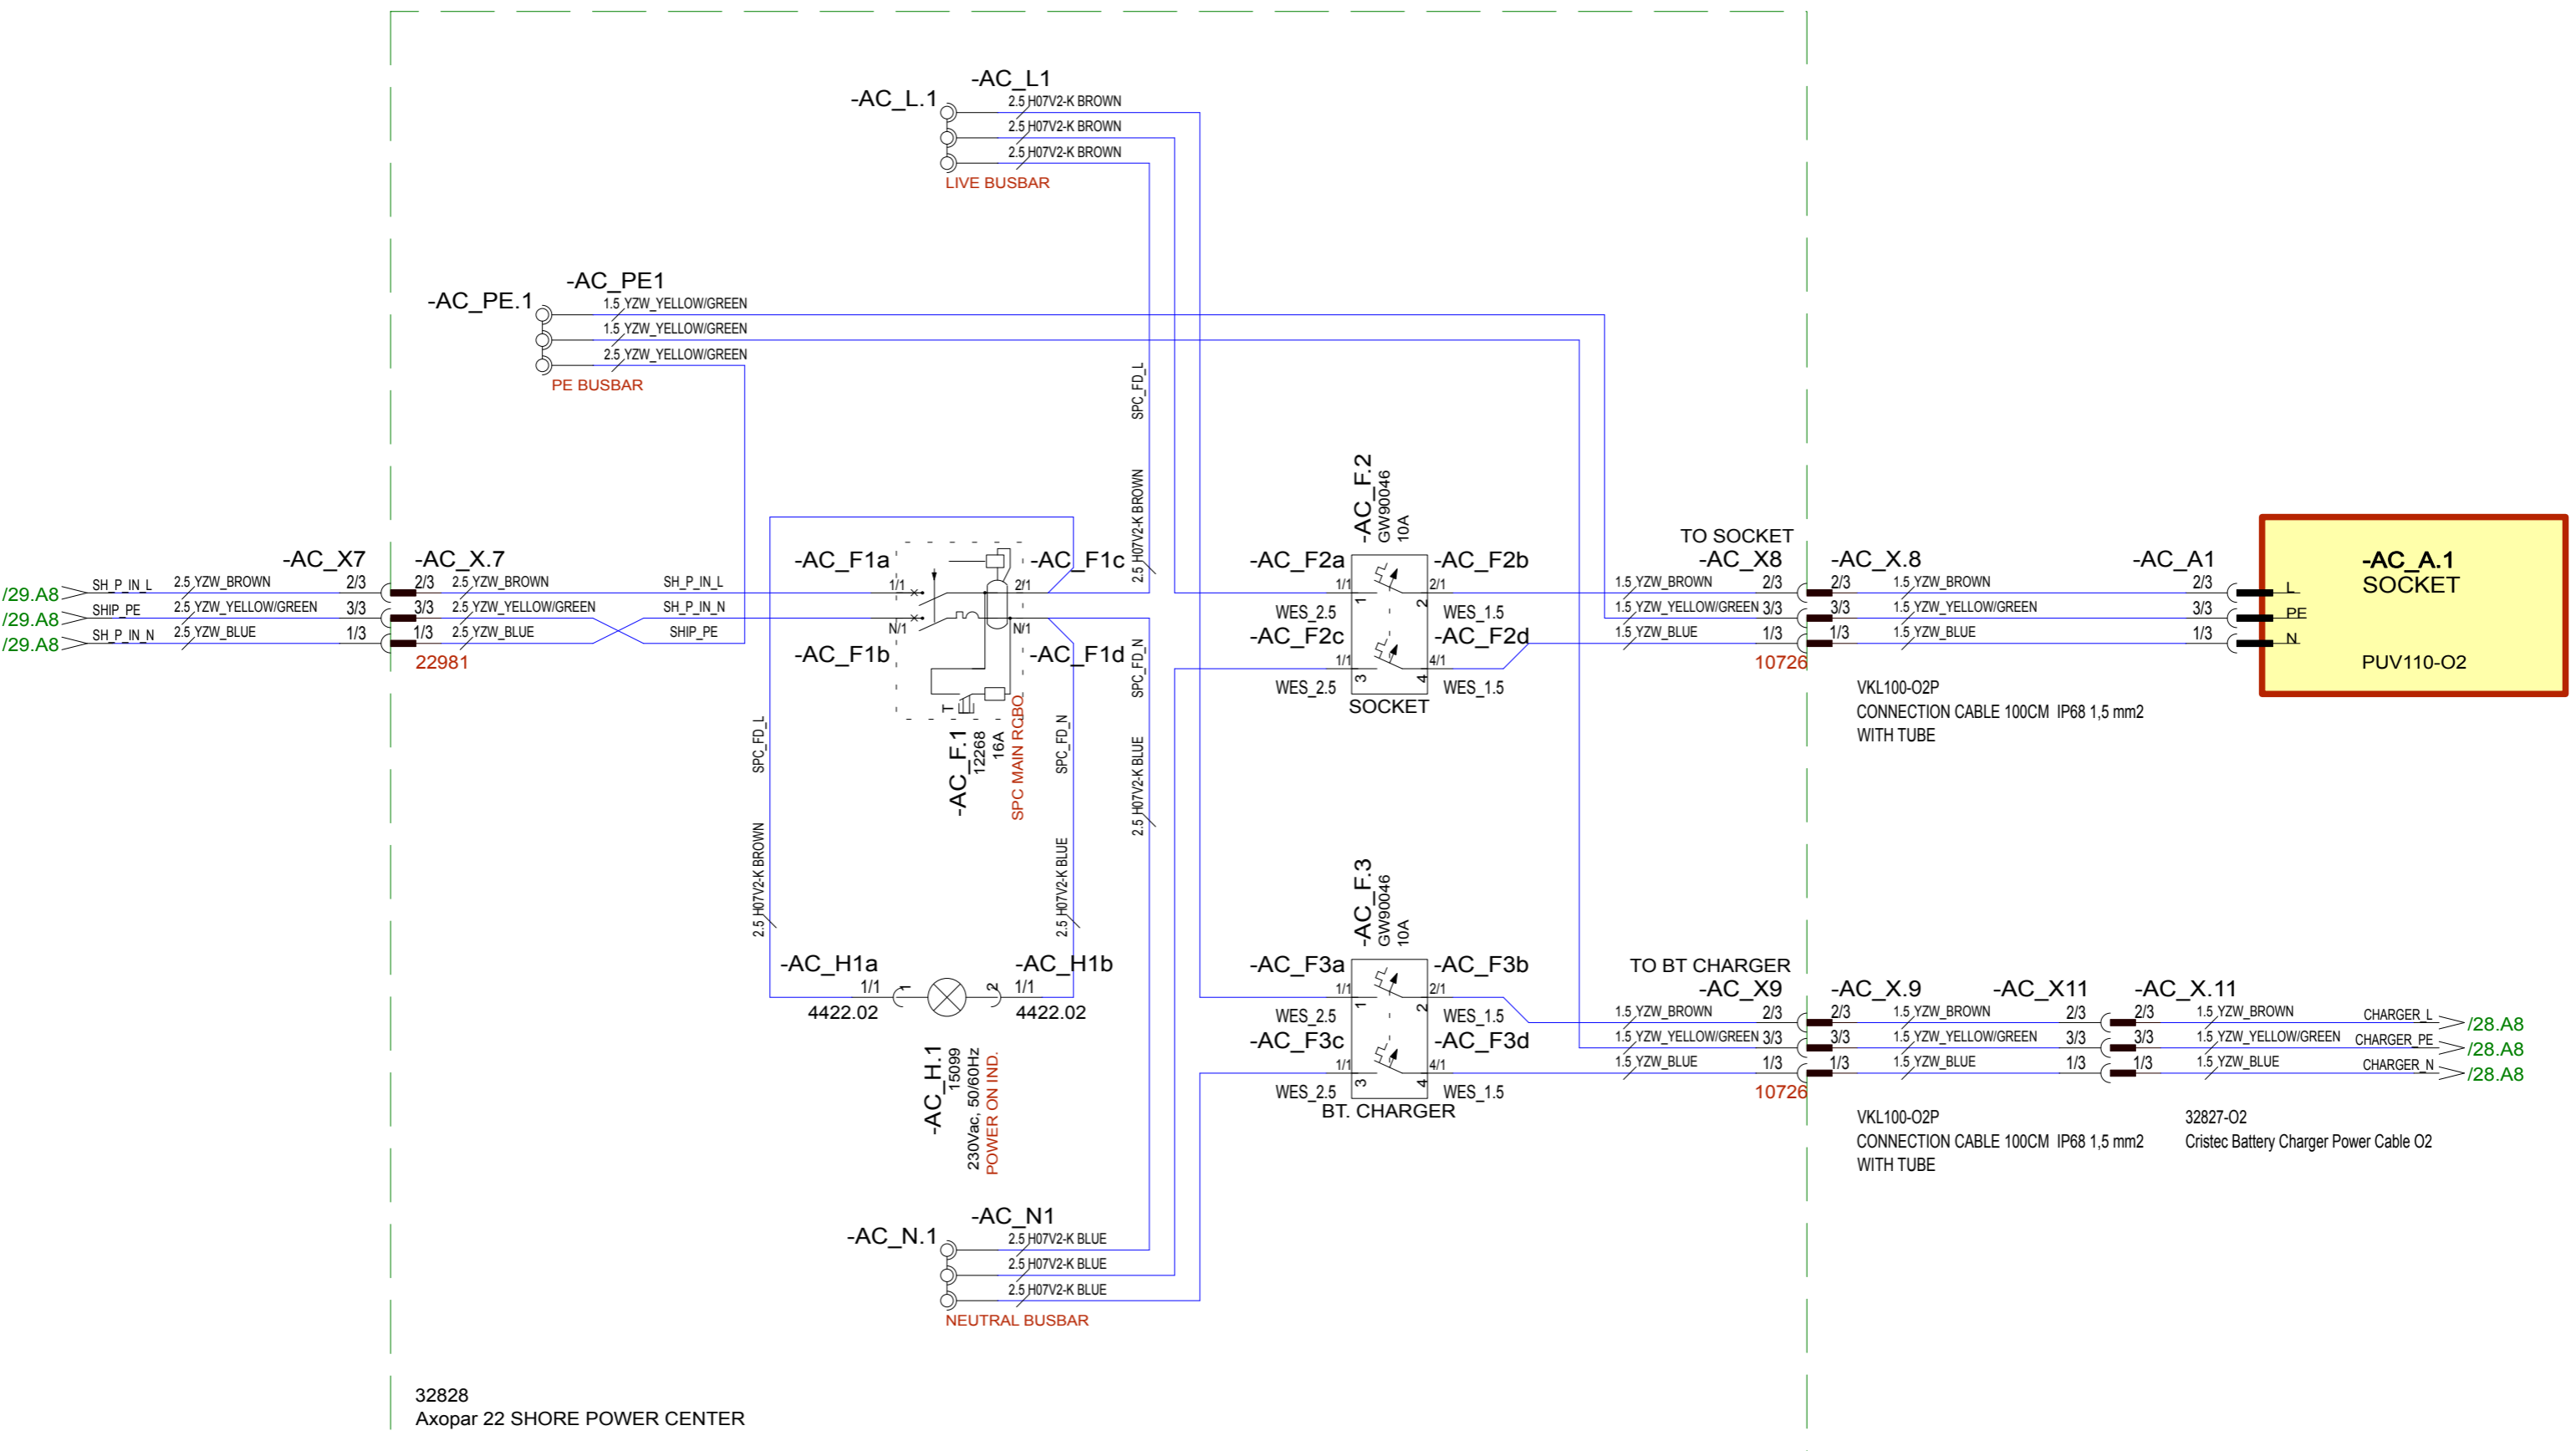 -AC_L1
-AC_L.1
2.5 H07V2-K BROWN
2.5 H07V2-K BROWN
2.5 H07V2-K BROWN
LIVE BUSBAR
-AC_PE1
-AC_PE.1
1.5 YZW_YELLOW/GREEN
1.5 YZW_YELLOW/GREEN
2.5 YZW_YELLOW/GREEN
PE BUSBAR
SPC_FD_L
2.5 H07V2-K BROWN
-AC_X7
-AC_X.7
/29.A8
SH_P_IN_L
2.5 YZW_BROWN
2/3
2/3
2.5 YZW_BROWN
SH_P_IN_L
/29.A8
SHIP_PE
2.5 YZW_YELLOW/GREEN
3/3
3/3
2.5 YZW_YELLOW/GREEN
SH_P_IN_N
/29.A8
SH_P_IN_N
2.5 YZW_BLUE
1/3
1/3
2.5 YZW_BLUE
SHIP_PE
22981
-AC_F1a
-AC_F1c
1/1
2/1
N/1
N/1
-AC_F1b
-AC_F1d
T
-AC_F.1
12268
16A
SPC MAIN RCBO
SPC_FD_L
2.5 H07V2-K BROWN
SPC_FD_N
2.5 H07V2-K BLUE
SPC_FD_N
2.5 H07V2-K BLUE
-AC_H1a
-AC_H1b
1/1
1
2
1/1
4422.02
4422.02
-AC_H.1
15099
230Vac, 50/60Hz
POWER ON IND.
-AC_N1
-AC_N.1
2.5 H07V2-K BLUE
2.5 H07V2-K BLUE
2.5 H07V2-K BLUE
NEUTRAL BUSBAR
-AC_F.2
GW90046
10A
-AC_F2a
-AC_F2b
1/1
1
2
2/1
WES_2.5
WES_1.5
-AC_F2c
-AC_F2d
1/1
3
4
4/1
WES_2.5
WES_1.5
SOCKET
-AC_F.3
GW90046
10A
-AC_F3a
-AC_F3b
1/1
1
2
2/1
WES_2.5
WES_1.5
-AC_F3c
-AC_F3d
1/1
3
4
4/1
WES_2.5
WES_1.5
BT. CHARGER
TO SOCKET
-AC_X8
-AC_X.8
-AC_A1
1.5 YZW_BROWN
2/3
2/3
1.5 YZW_BROWN
2/3
1.5 YZW_YELLOW/GREEN
3/3
3/3
1.5 YZW_YELLOW/GREEN
3/3
1.5 YZW_BLUE
1/3
1/3
1.5 YZW_BLUE
1/3
10726
VKL100-O2P
CONNECTION CABLE 100CM IP68 1,5 mm2
WITH TUBE
-AC_A.1
SOCKET
L
PE
N
PUV110-O2
TO BT CHARGER
-AC_X9
-AC_X.9
-AC_X11
-AC_X.11
1.5 YZW_BROWN
2/3
2/3
1.5 YZW_BROWN
2/3
2/3
1.5 YZW_BROWN
CHARGER_L
/28.A8
1.5 YZW_YELLOW/GREEN
3/3
3/3
1.5 YZW_YELLOW/GREEN
3/3
3/3
1.5 YZW_YELLOW/GREEN
CHARGER_PE
/28.A8
1.5 YZW_BLUE
1/3
1/3
1.5 YZW_BLUE
1/3
1/3
1.5 YZW_BLUE
CHARGER_N
/28.A8
10726
VKL100-O2P
CONNECTION CABLE 100CM IP68 1,5 mm2
WITH TUBE
32827-O2
Cristec Battery Charger Power Cable O2
32828
Axopar 22 SHORE POWER CENTER